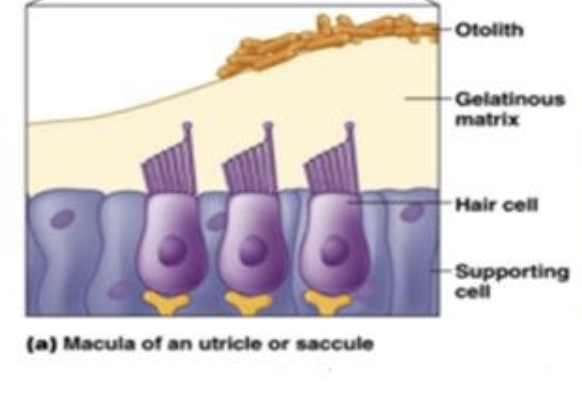 Otolith
Gelatinous
matrix
Hair cell
Supporting
cell
(a) Macula of an utricle or saccule